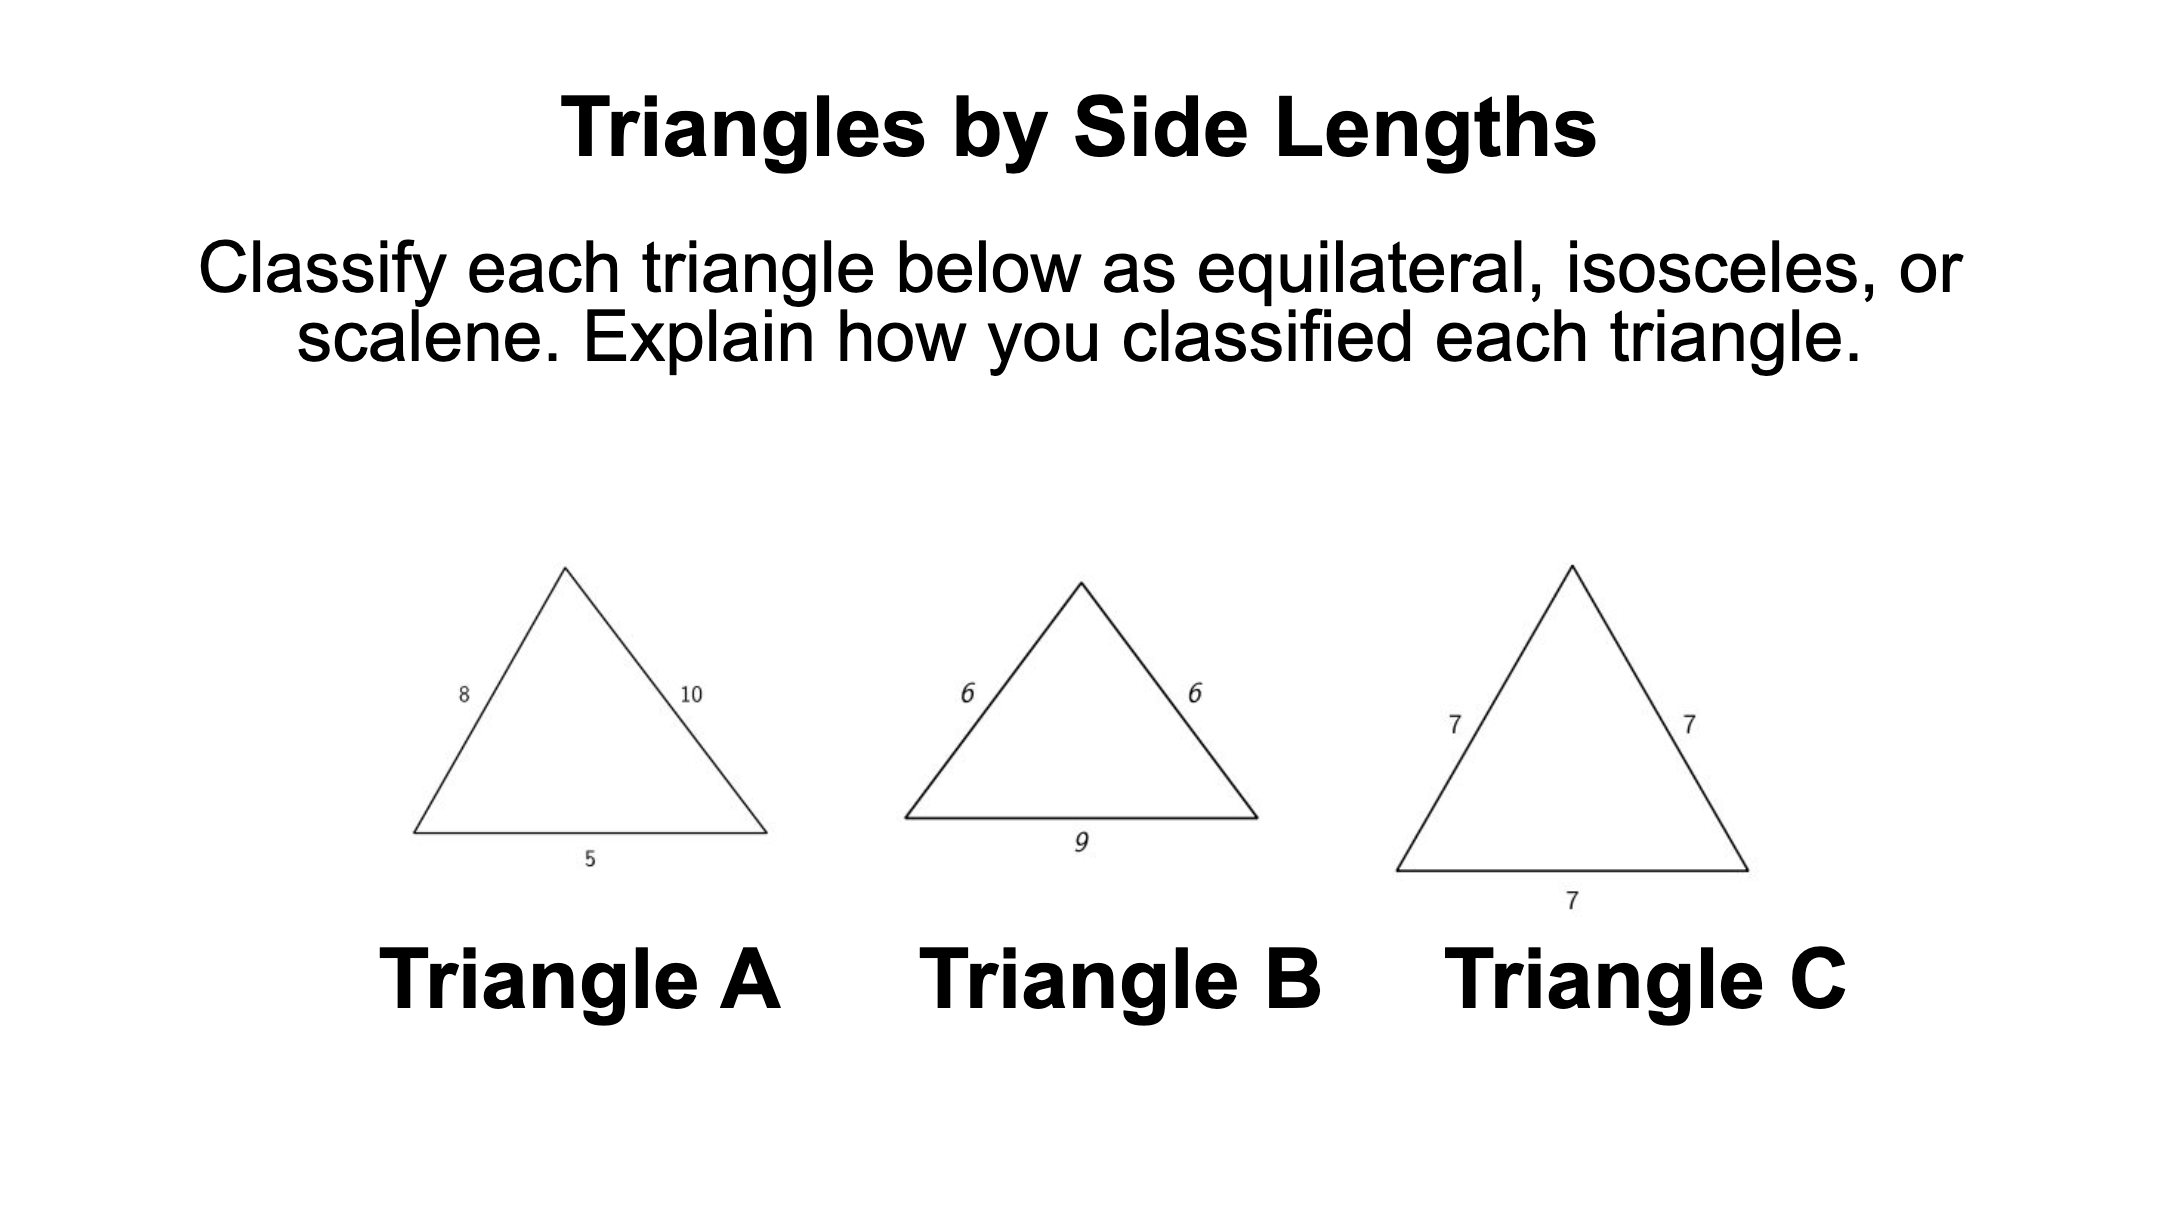 Triangles by Side Lengths
Classify each triangle below as equilateral, isosceles, or
scalene. Explain how you classified each triangle.
8
10
5
6
6
9
7
7
7
Triangle A
Triangle B
Triangle C